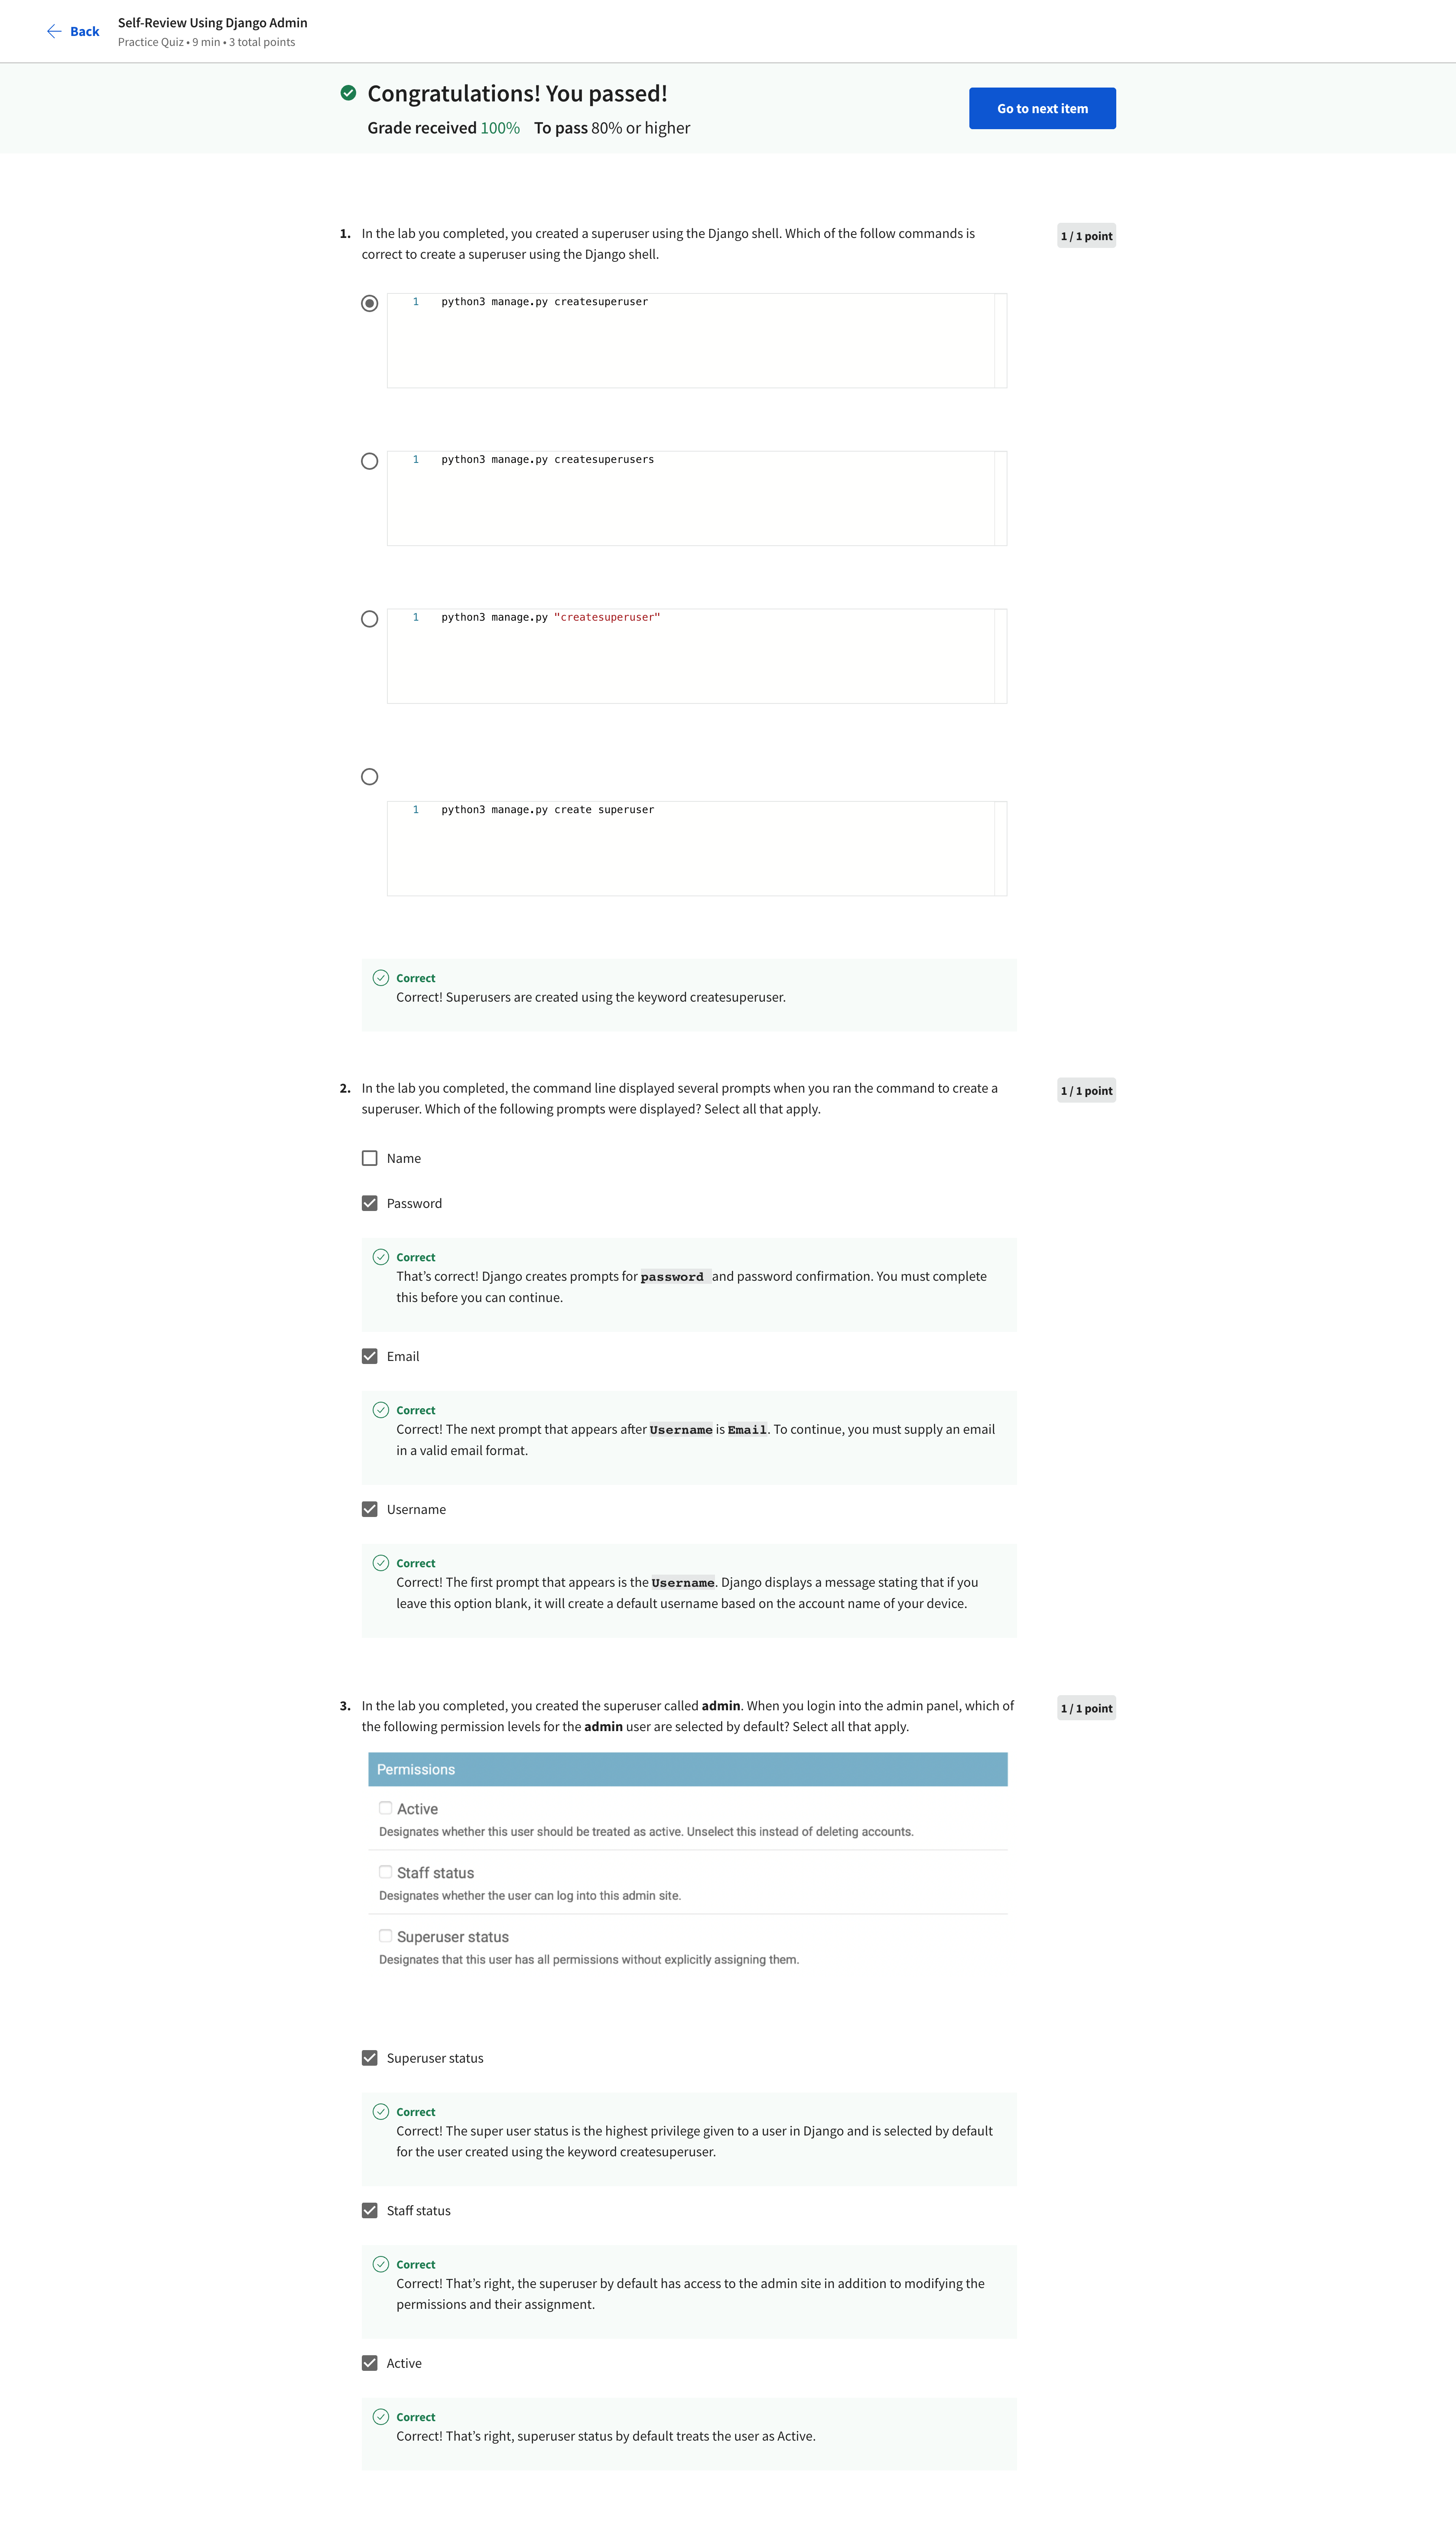 Back
Self-Review Using Django Admin
Practice Quiz • 9 min • 3 total points
Congratulations! You passed!
Grade received 100% To pass 80% or higher
Go to next item
1. In the lab you completed, you created a superuser using the Django shell. Which of the follow commands is
correct to create a superuser using the Django shell.
1 / 1 point
1 python3 manage.py createsuperuser
1 python3 manage.py createsuperusers
1 python3 manage.py "createsuperuser"
1 python3 manage.py create superuser
Correct
Correct! Superusers are created using the keyword createsuperuser.
2. In the lab you completed, the command line displayed several prompts when you ran the command to create a
superuser. Which of the following prompts were displayed? Select all that apply.
1 / 1 point
Name
Password
Correct
That's correct! Django creates prompts for password and password confirmation. You must complete
this before you can continue.
Email
Correct
Correct! The next prompt that appears after Username is Email. To continue, you must supply an email
in a valid email format.
Username
Correct
Correct! The first prompt that appears is the Username. Django displays a message stating that if you
leave this option blank, it will create a default username based on the account name of your device.
3. In the lab you completed, you created the superuser called admin. When you login into the admin panel, which of
the following permission levels for the admin user are selected by default? Select all that apply.
1 / 1 point
Permissions
Active
Designates whether this user should be treated as active. Unselect this instead of deleting accounts.
Staff status
Designates whether the user can log into this admin site.
Superuser status
Designates that this user has all permissions without explicitly assigning them.
Superuser status
Correct
Correct! The super user status is the highest privilege given to a user in Django and is selected by default
for the user created using the keyword createsuperuser.
Staff status
Correct
Correct! That's right, the superuser by default has access to the admin site in addition to modifying the
permissions and their assignment.
Active
Correct
Correct! That's right, superuser status by default treats the user as Active.